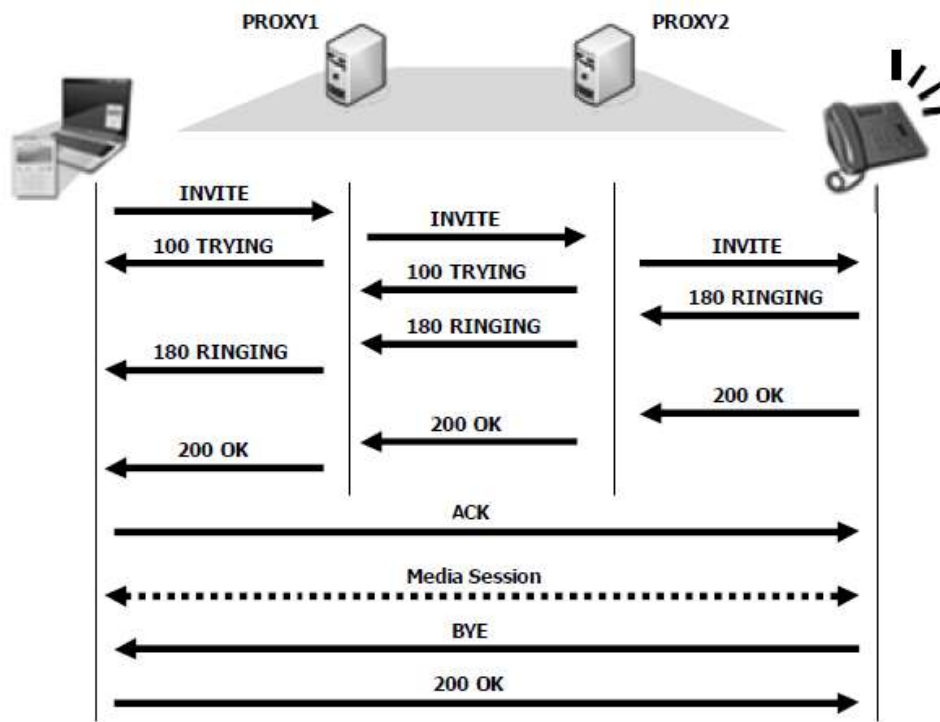 PROXY1
PROXY2
INVITE
INVITE
100 TRYING
INVITE
100 TRYING
180 RINGING
180 RINGING
180 RINGING
200 OK
200 OK
200 OK
ACK
Media Session
BYE
200 OK